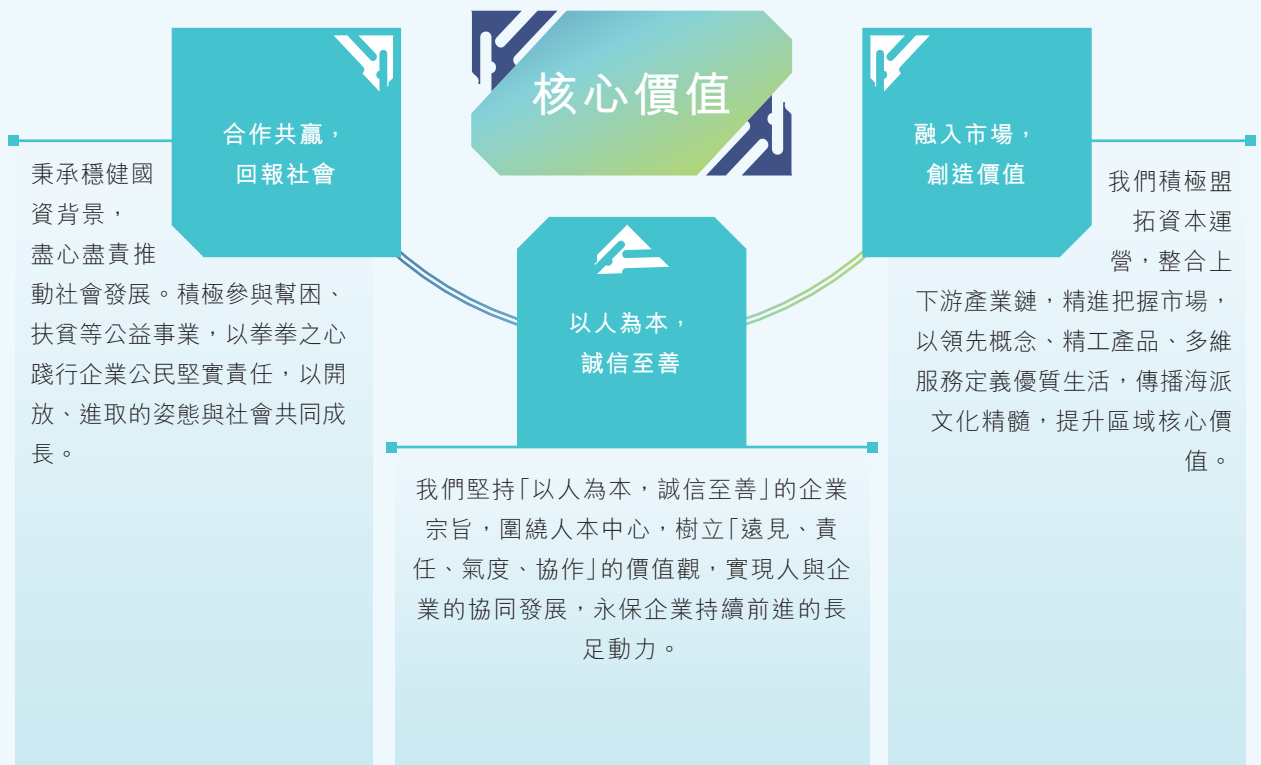 核心價值
合作共贏，
回報社會
秉承穩健國
資背景，
盡心盡責推
動社會發展。積極參與幫困、
扶貧等公益事業，以拳拳之心
踐行企業公民堅實責任，以開
放、進取的姿態與社會共同成
長。
以人為本，
誠信至善
我們堅持「以人為本，誠信至善」的企業
宗旨，圍繞人本中心，樹立「遠見、責
任、氣度、協作」的價值觀，實現人與企
業的協同發展，永保企業持續前進的長
足動力。
融入市場，
創造價值
我們積極盟
拓資本運
營，整合上
下游產業鏈，精進把握市場，
以領先概念、精工產品、多維
服務定義優質生活，傳播海派
文化精髓，提升區域核心價
值。